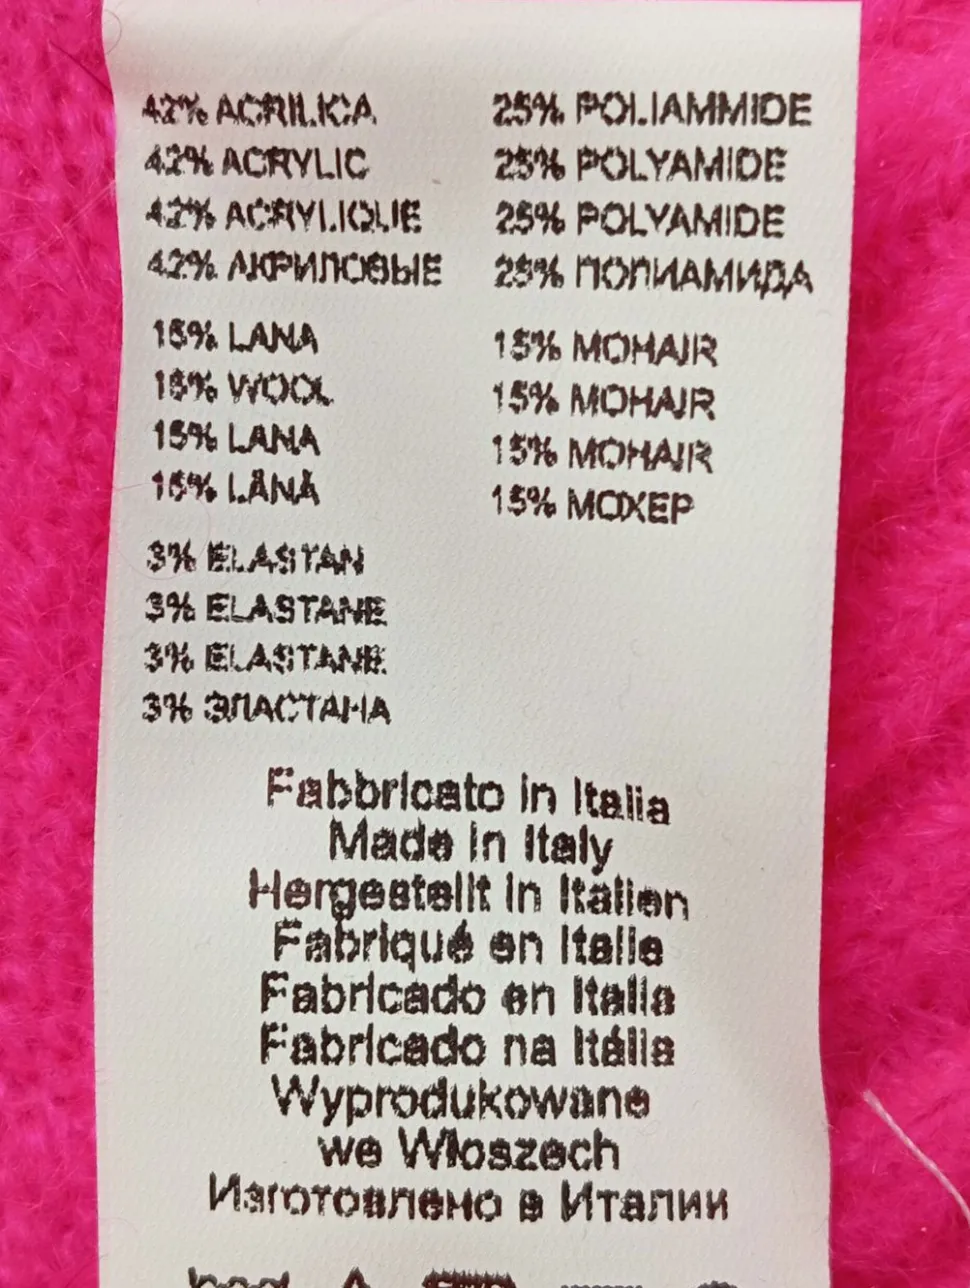 42% ACRILICA
42% ACRYLIC
42% ACRYLIQUE
42% АКРИЛОВЫЕ
25% POLIAMMIDE
25% POLYAMIDE
25% POLYAMIDE
25% ПОЛИАМИДА
15% LANA
15% WOOL
15% LANA
15% LÂNÃ
15% MOHAIR
15% MOHAIR
15% MOHAIR
15% МОХЕР
3% ELASTAN
3% ELASTANE
3% ELASTANE
3% ЭЛАСТАНА
Fabbricato in Italia
Made in Italy
Hergestellt in Italien
Fabriqué en Italie
Fabricado en Italia
Fabricado na Itália
Wyprodukowane
we Włoszech
Изготовлено в Италии